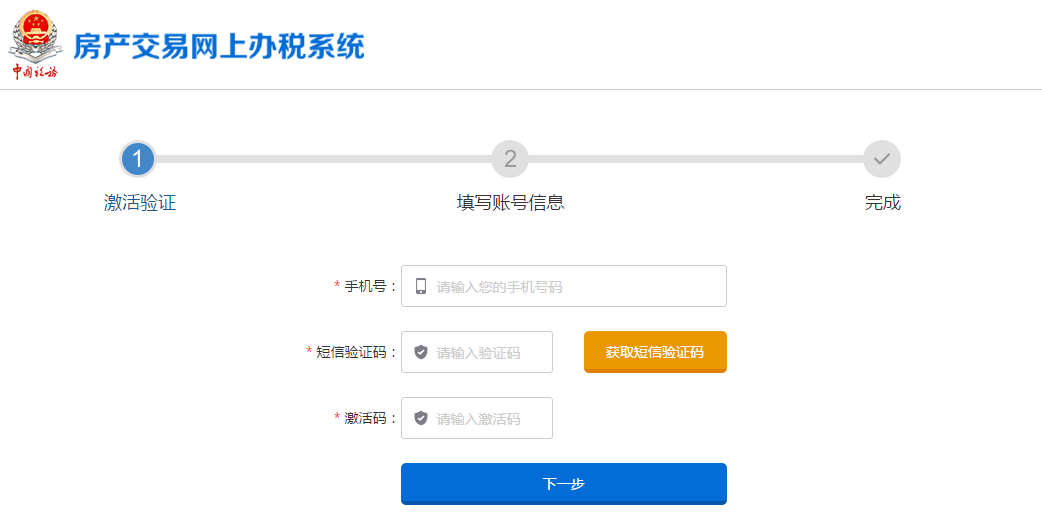 房产交易网上办税系统
中国税务
1
2
激活验证
填写账号信息
完成
* 手机号：
请输入您的手机号码
* 短信验证码：
请输入验证码
获取短信验证码
* 激活码：
请输入激活码
下一步